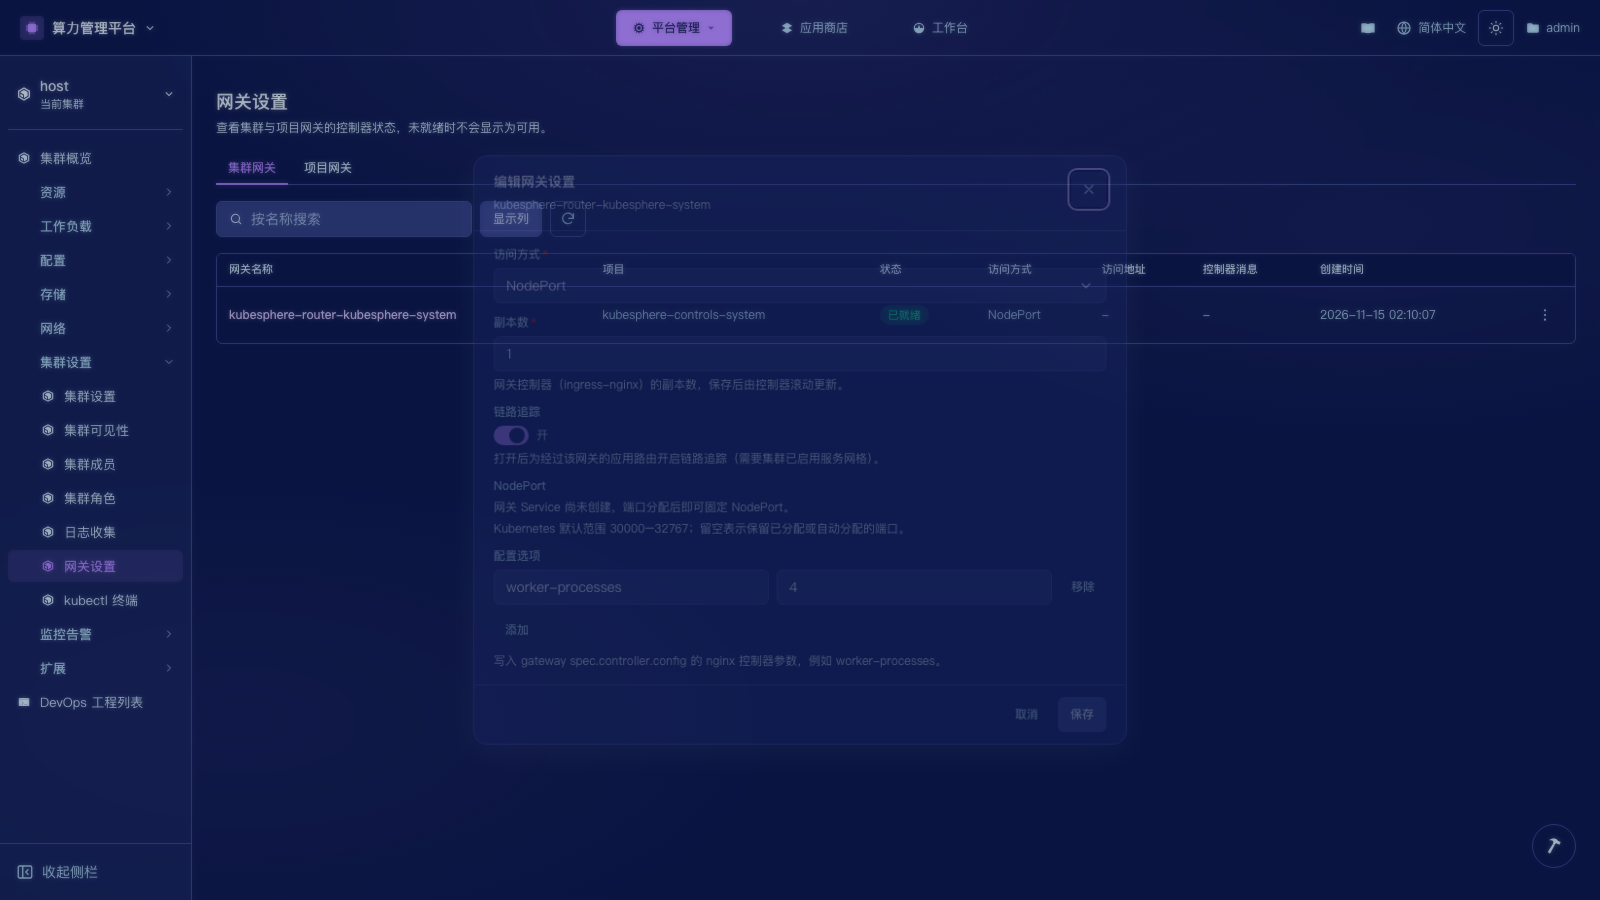 算力管理平台
平台管理
应用商店
工作台
简体中文
admin
host
当前集群
集群概览
资源
工作负载
配置
存储
网络
集群设置
集群设置
集群可见性
集群成员
集群角色
日志收集
网关设置
kubectl 终端
监控告警
扩展
DevOps 工程列表
收起侧栏
网关设置
查看集群与项目网关的控制器状态，未就绪时不会显示为可用。
集群网关
项目网关
按名称搜索
显示列
网关名称
项目
状态
访问方式
访问地址
控制器消息
创建时间
kubesphere-router-kubesphere-system
kubesphere-controls-system
已就绪
NodePort
–
–
2026-11-15 02:10:07
编辑网关设置
kubesphere-router-kubesphere-system
访问方式 *
NodePort
副本数 *
1
网关控制器（ingress-nginx）的副本数，保存后由控制器滚动更新。
链路追踪
开
打开后为经过该网关的应用路由开启链路追踪（需要集群已启用服务网格）。
NodePort
网关 Service 尚未创建，端口分配后即可固定 NodePort。
Kubernetes 默认范围 30000—32767；留空表示保留已分配或自动分配的端口。
配置选项
worker-processes
4
移除
添加
写入 gateway spec.controller.config 的 nginx 控制器参数，例如 worker-processes。
取消
保存